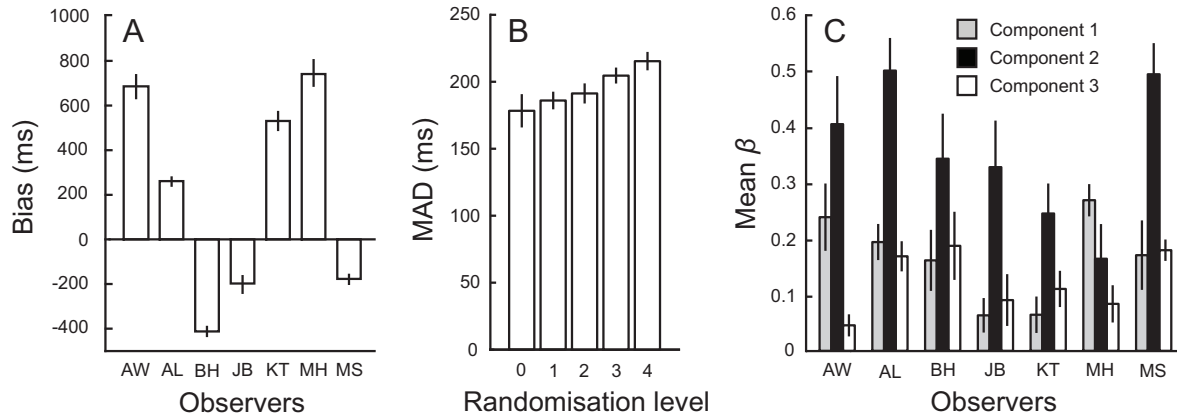 A
Bias (ms)
1000
800
600
400
200
0
-200
-400
AW AL BH JB KT MH MS
Observers
B
MAD (ms)
250
200
150
100
50
0
0 1 2 3 4
Randomisation level
C
Component 1
Component 2
Component 3
Mean β
0.6
0.5
0.4
0.3
0.2
0.1
0
AW AL BH JB KT MH MS
Observers